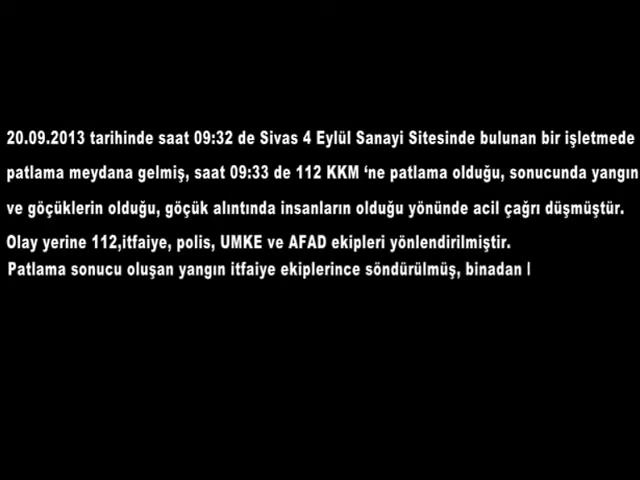 20.09.2013 tarihinde saat 09:32 de Sivas 4 Eylül Sanayi Sitesinde bulunan bir işletmede
patlama meydana gelmiş, saat 09:33 de 112 KKM ‘ne patlama olduğu, sonucunda yangın
ve göçüklerin olduğu, göçük alıntında insanların olduğu yönünde acil çağrı düşmüştür.
Olay yerine 112,itfaiye, polis, UMKE ve AFAD ekipleri yönlendirilmiştir.
Patlama sonucu oluşan yangın itfaiye ekiplerince söndürülmüş, binadan